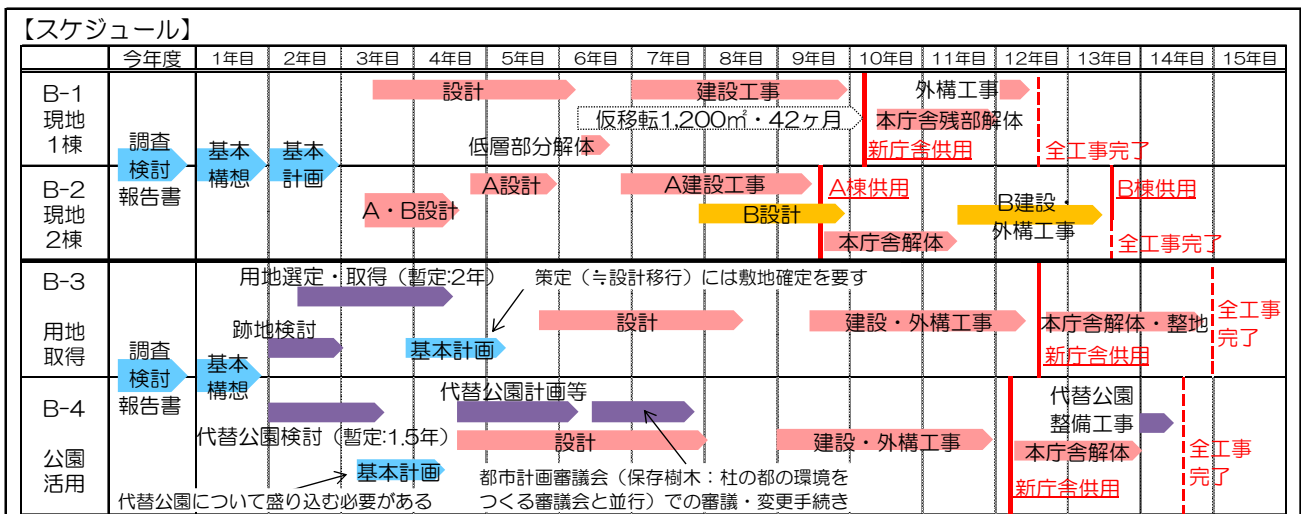 【スケジュール】
今年度 1年目 2年目 3年目 4年目 5年目 6年目 7年目 8年目 9年目 10年目 11年目 12年目 13年目 14年目 15年目
B-1
現地
1棟
調査
検討
報告書
基本
構想
基本
計画
設計
建設工事
外構工事
仮移転1,200㎡・42ヶ月
本庁舎残部解体
低層部分解体
新庁舎供用
全工事完了
B-2
現地
2棟
A設計
A建設工事
A棟供用
B棟供用
A・B設計
B設計
B建設・
外構工事
本庁舎解体
全工事完了
B-3
用地
取得
用地選定・取得（暫定:2年）
策定（≒設計移行）には敷地確定を要す
設計
建設・外構工事
本庁舎解体・整地
全工事
完了
跡地検討
調査
検討
報告書
基本
構想
基本計画
新庁舎供用
B-4
公園
活用
代替公園計画等
代替公園
整備工事
代替公園検討（暫定:1.5年）
設計
建設・外構工事
本庁舎解体
全工事
完了
基本計画
都市計画審議会（保存樹木：杜の都の環境を
つくる審議会と並行）での審議・変更手続き
新庁舎供用
代替公園について盛り込む必要がある